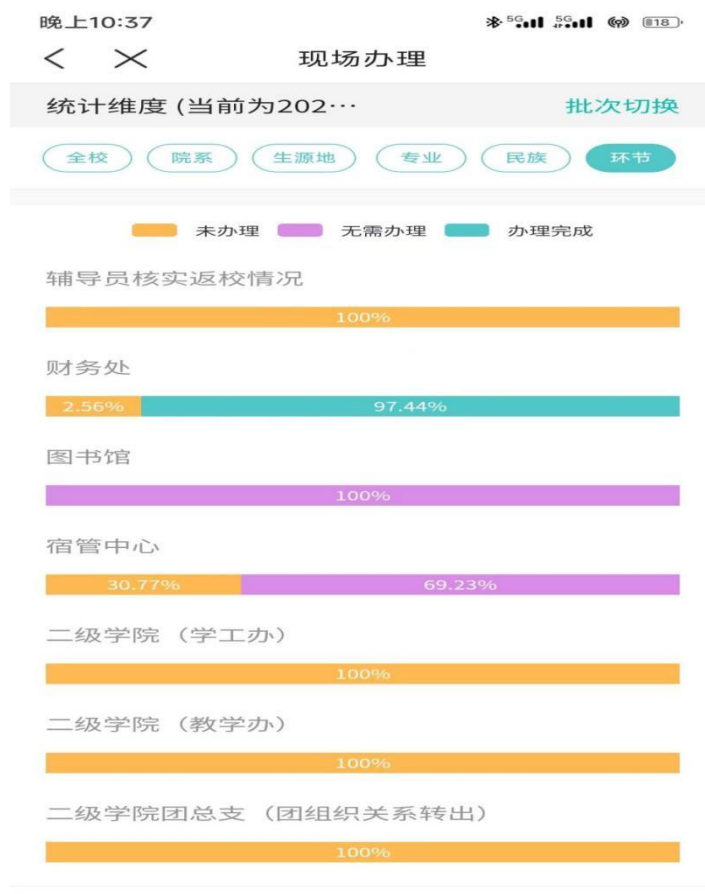 晚上10:37 5G 5G 18
现场办理
统计维度 (当前为202… 批次切换
全校 院系 生源地 专业 民族 环节
未办理 无需办理 办理完成
辅导员核实返校情况
100%
财务处
2.56% 97.44%
图书馆
100%
宿管中心
30.77% 69.23%
二级学院（学工办）
100%
二级学院（教学办）
100%
二级学院团总支（团组织关系转出）
100%